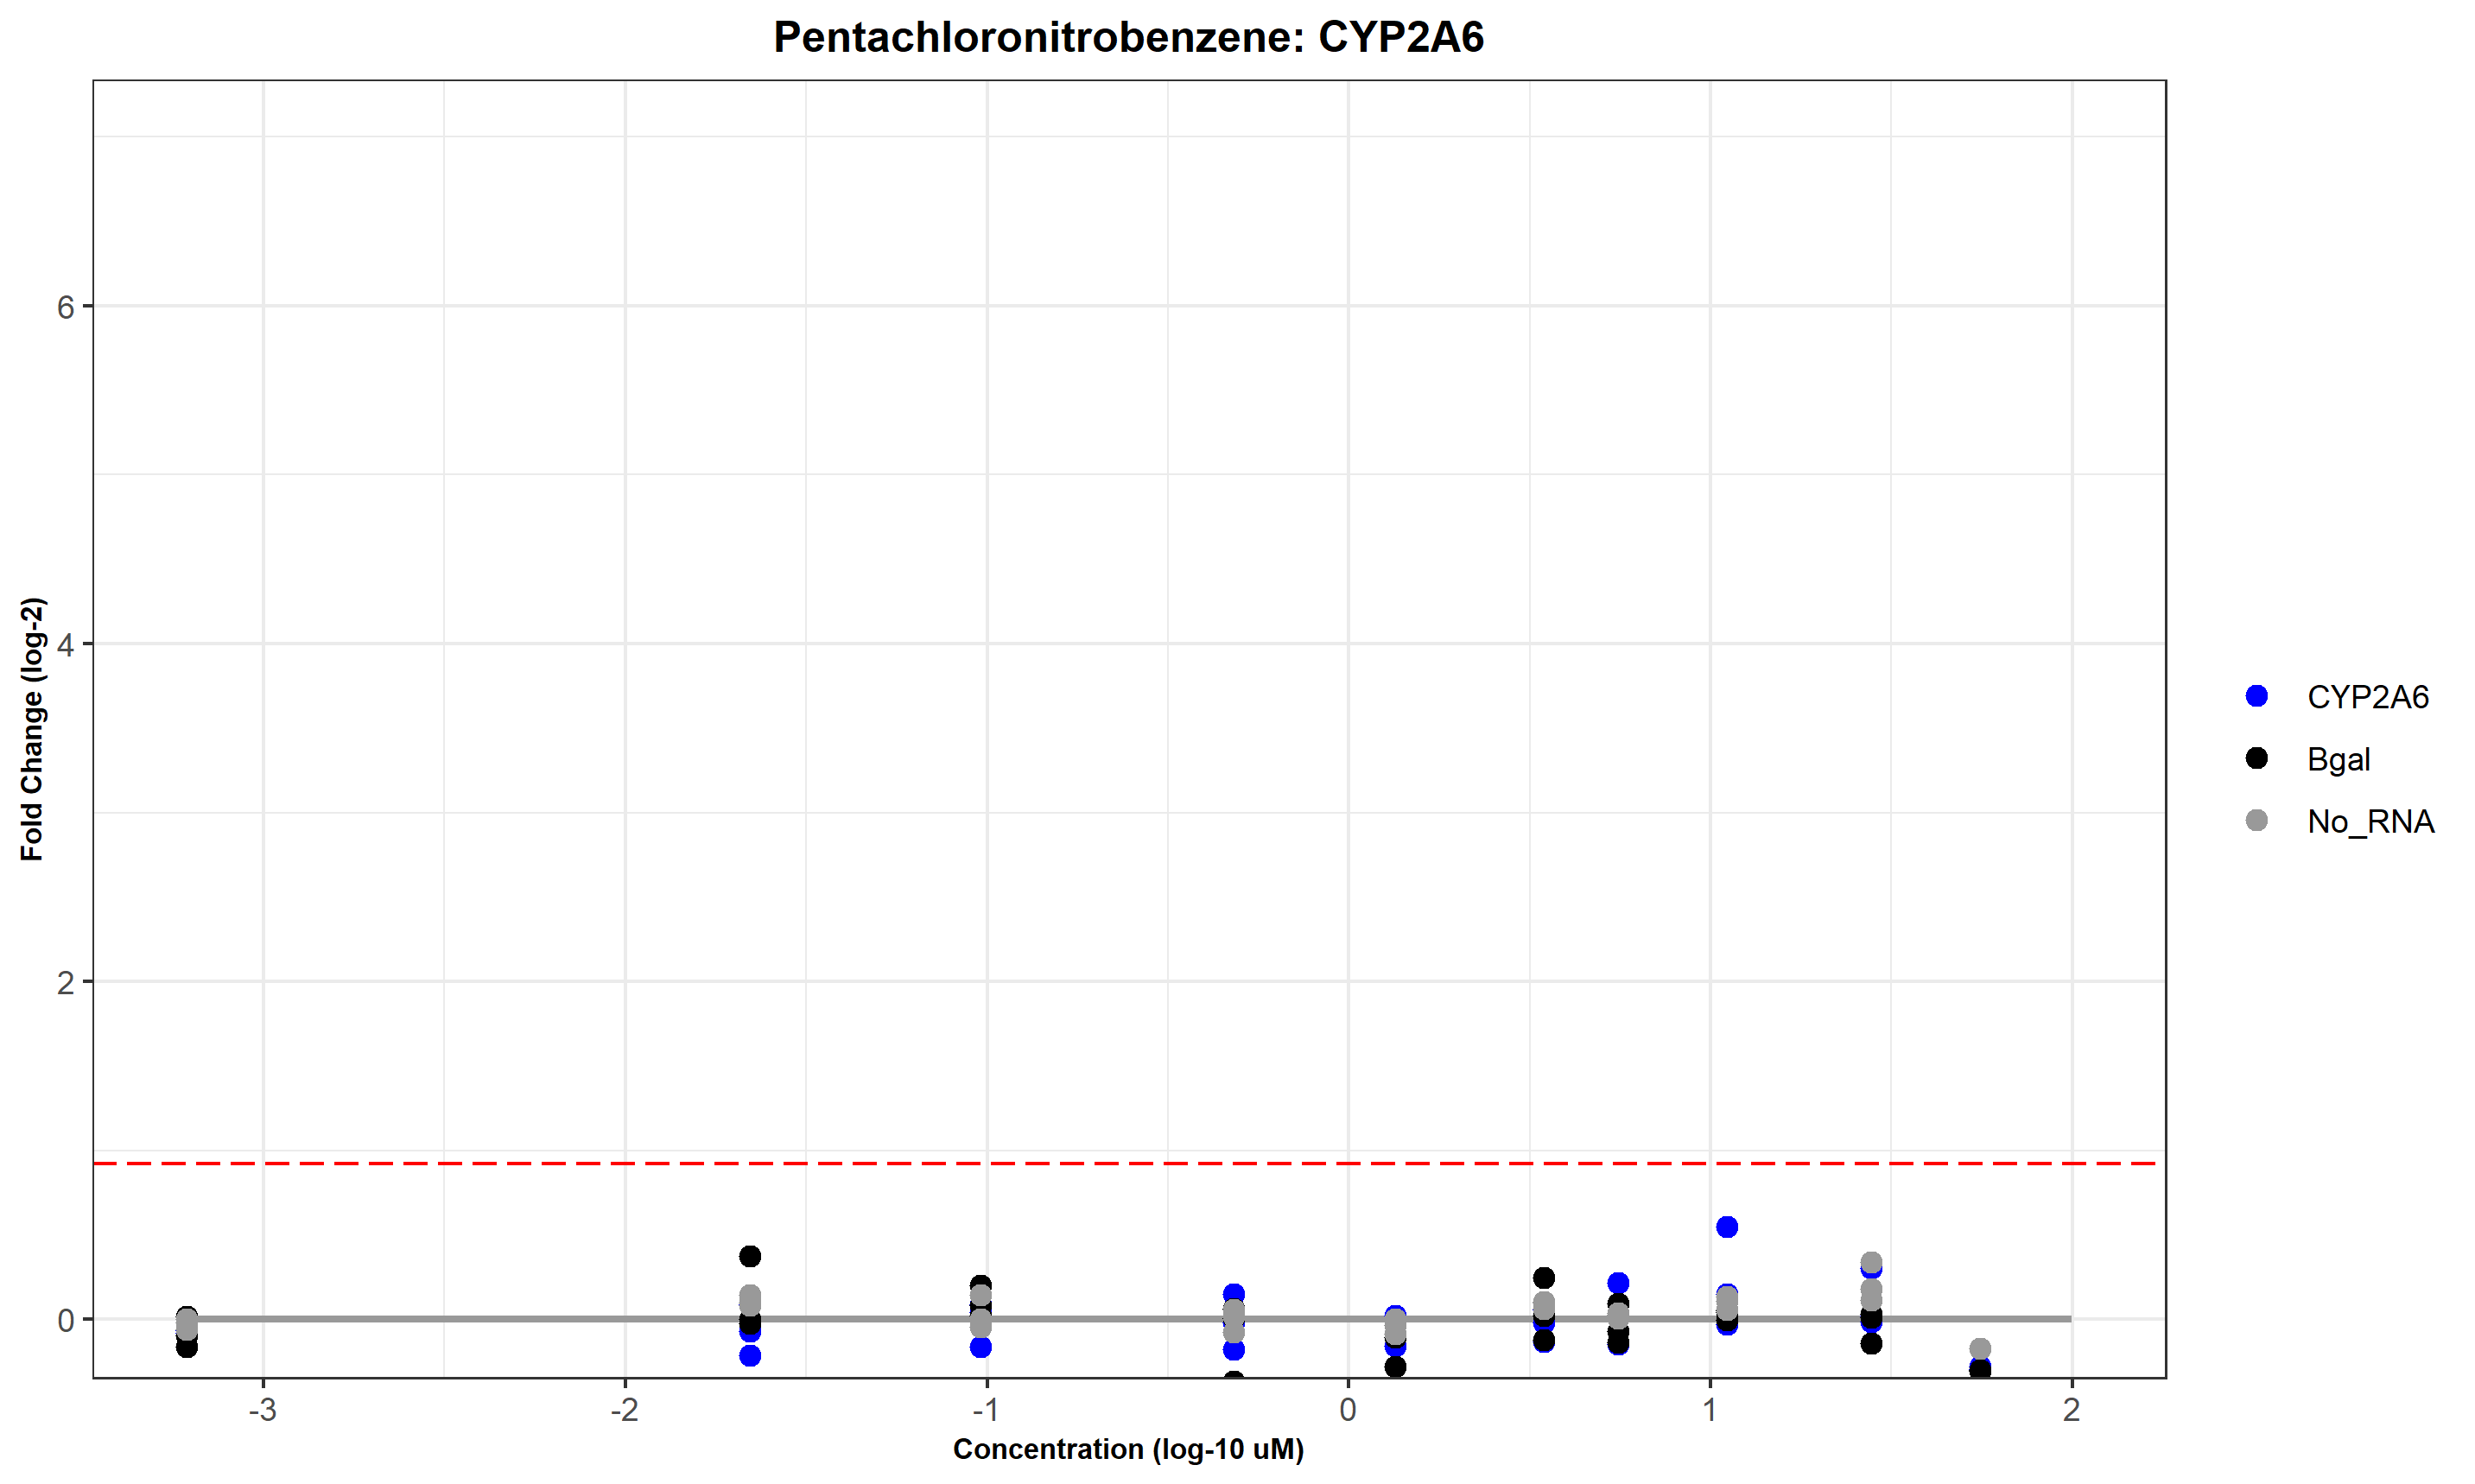 Pentachloronitrobenzene: CYP2A6
Fold Change (log-2)
6
4
2
0
-3
-2
-1
0
1
2
Concentration (log-10 uM)
CYP2A6
Bgal
No_RNA